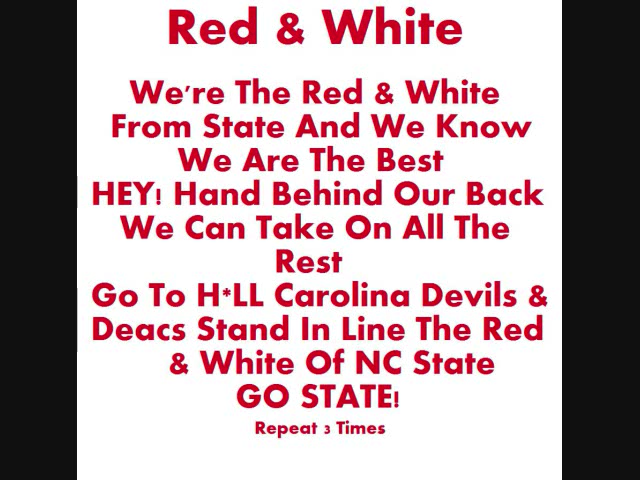 Red & White
We're The Red & White
From State And We Know
We Are The Best
HEY! Hand Behind Our Back
We Can Take On All The
Rest
Go To H*LL Carolina Devils &
Deacs Stand In Line The Red
& White Of NC State
GO STATE!
Repeat 3 Times